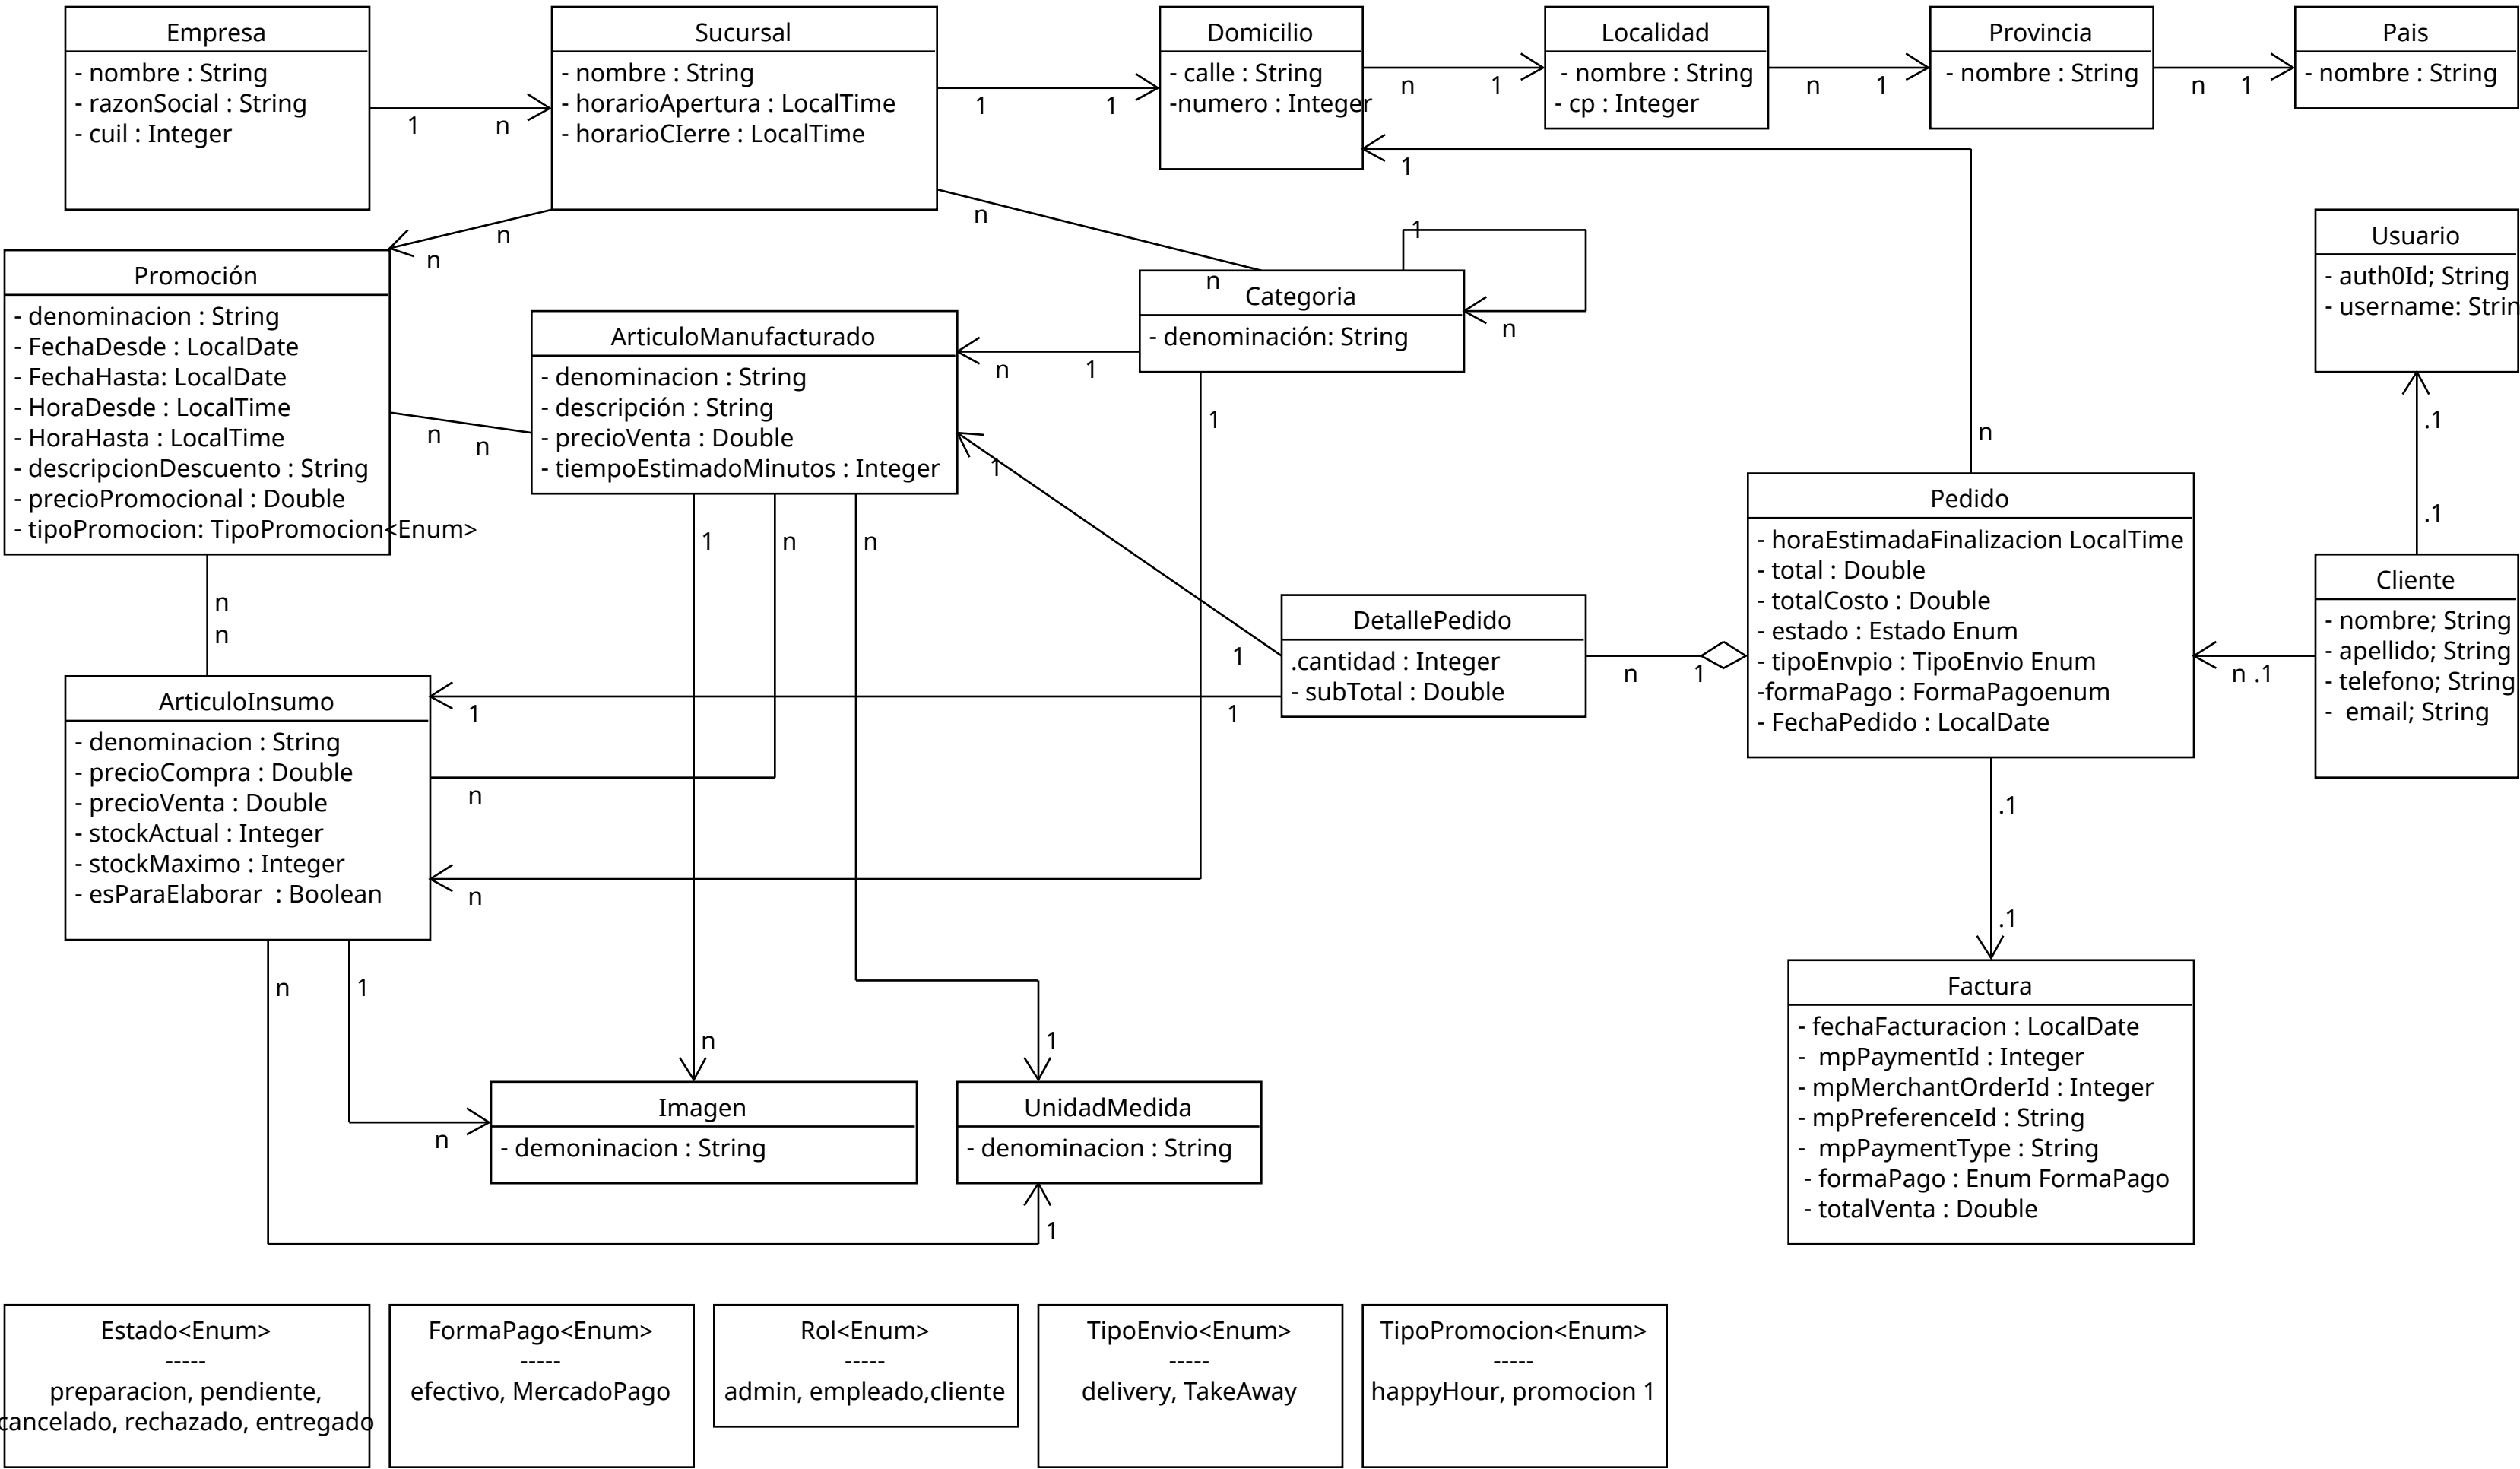 Empresa
- nombre : String
- razonSocial : String
- cuil : Integer
1
n
Sucursal
- nombre : String
- horarioApertura : LocalTime
- horarioCIerre : LocalTime
1
1
Domicilio
- calle : String
-numero : Integer
n
1
Localidad
- nombre : String
- cp : Integer
n
1
Provincia
- nombre : String
n
1
Pais
- nombre : String
1
n
n
n
n
n
1
n
Promoción
- denominacion : String
- FechaDesde : LocalDate
- FechaHasta: LocalDate
- HoraDesde : LocalTime
- HoraHasta : LocalTime
- descripcionDescuento : String
- precioPromocional : Double
- tipoPromocion: TipoPromocion<Enum>
n
n
ArticuloManufacturado
- denominacion : String
- descripción : String
- precioVenta : Double
- tiempoEstimadoMinutos : Integer
n
1
Categoria
- denominación: String
1
1
Usuario
- auth0Id; String
- username: Strin
.1
.1
1
n
n
n
n
Pedido
- horaEstimadaFinalizacion LocalTime
- total : Double
- totalCosto : Double
- estado : Estado Enum
- tipoEnvpio : TipoEnvio Enum
-formaPago : FormaPagoenum
- FechaPedido : LocalDate
Cliente
- nombre; String
- apellido; String
- telefono; String
-  email; String
n .1
DetallePedido
.cantidad : Integer
- subTotal : Double
1
1
n
1
ArticuloInsumo
- denominacion : String
- precioCompra : Double
- precioVenta : Double
- stockActual : Integer
- stockMaximo : Integer
- esParaElaborar  : Boolean
1
n
n
.1
.1
n
1
n
1
n
1
Imagen
- demoninacion : String
UnidadMedida
- denominacion : String
Factura
- fechaFacturacion : LocalDate
-  mpPaymentId : Integer
- mpMerchantOrderId : Integer
- mpPreferenceId : String
-  mpPaymentType : String
- formaPago : Enum FormaPago
- totalVenta : Double
Estado<Enum>
-----
preparacion, pendiente,
cancelado, rechazado, entregado
FormaPago<Enum>
-----
efectivo, MercadoPago
Rol<Enum>
-----
admin, empleado,cliente
TipoEnvio<Enum>
-----
delivery, TakeAway
TipoPromocion<Enum>
-----
happyHour, promocion 1